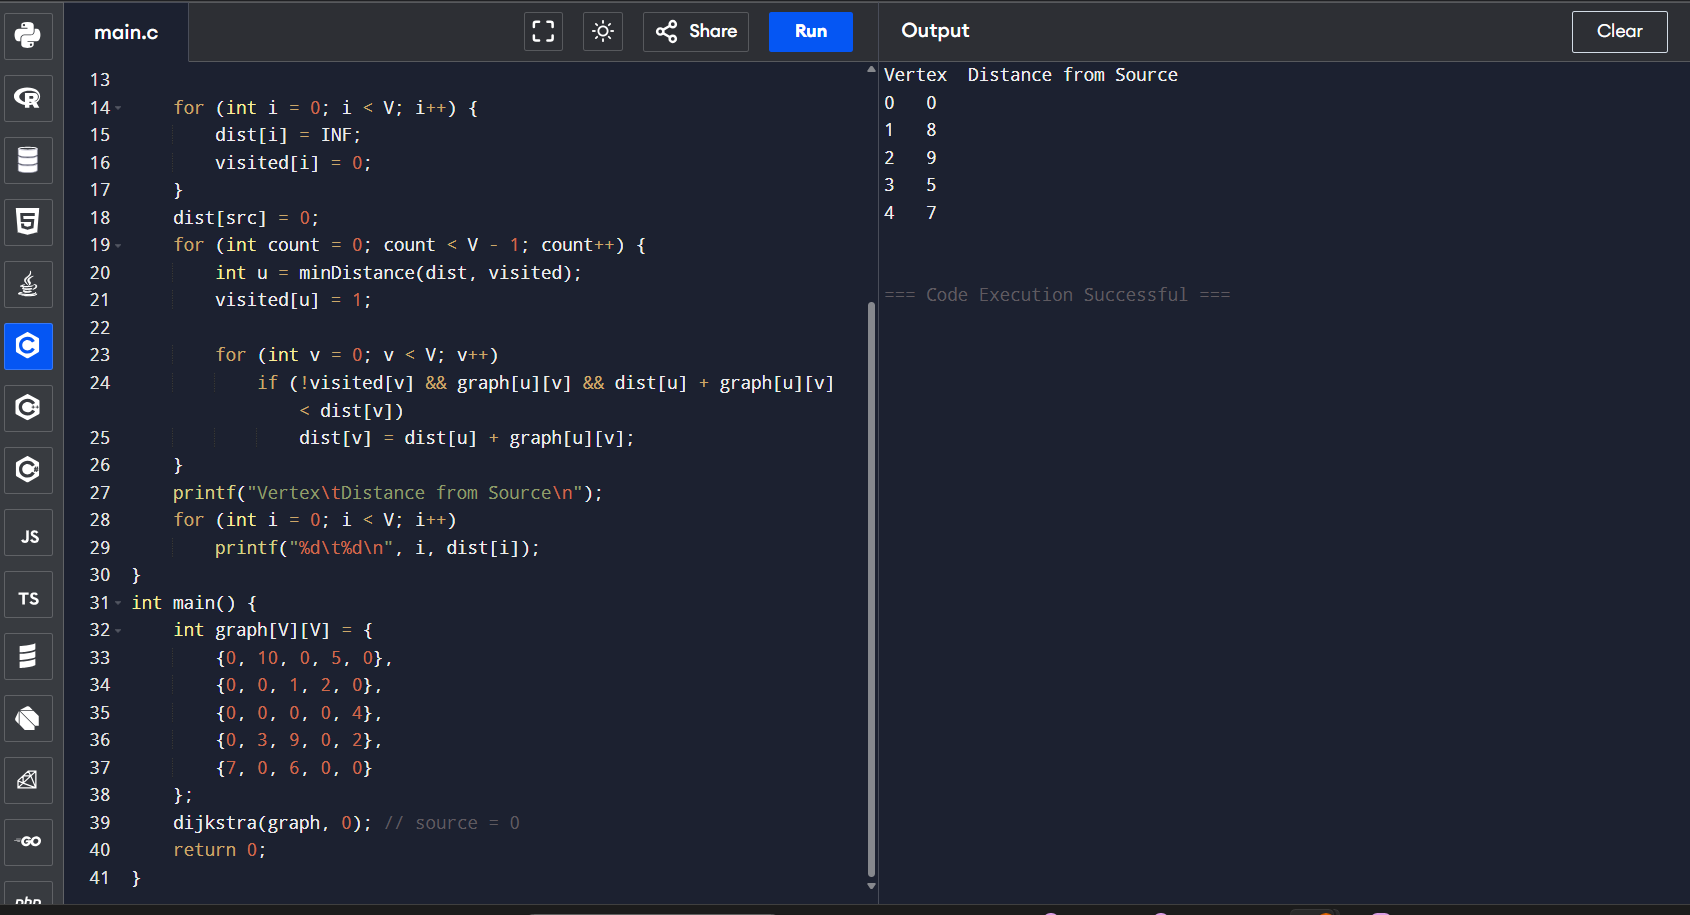 main.c
Share
Run
Output
Clear
13
14 for (int i = 0; i < V; i++) {
15 dist[i] = INF;
16 visited[i] = 0;
17 }
18 dist[src] = 0;
19 for (int count = 0; count < V - 1; count++) {
20 int u = minDistance(dist, visited);
21 visited[u] = 1;
22
23 for (int v = 0; v < V; v++)
24 if (!visited[v] && graph[u][v] && dist[u] + graph[u][v]
< dist[v])
25 dist[v] = dist[u] + graph[u][v];
26 }
27 printf("Vertex\tDistance from Source\n");
28 for (int i = 0; i < V; i++)
29 printf("%d\t%d\n", i, dist[i]);
30 }
31 int main() {
32 int graph[V][V] = {
33 {0, 10, 0, 5, 0},
34 {0, 0, 1, 2, 0},
35 {0, 0, 0, 0, 4},
36 {0, 3, 9, 0, 2},
37 {7, 0, 6, 0, 0}
38 };
39 dijkstra(graph, 0); // source = 0
40 return 0;
41 }
Vertex Distance from Source
0 0
1 8
2 9
3 5
4 7
=== Code Execution Successful ===
R
5
C
C++
C#
JS
TS
GO
php